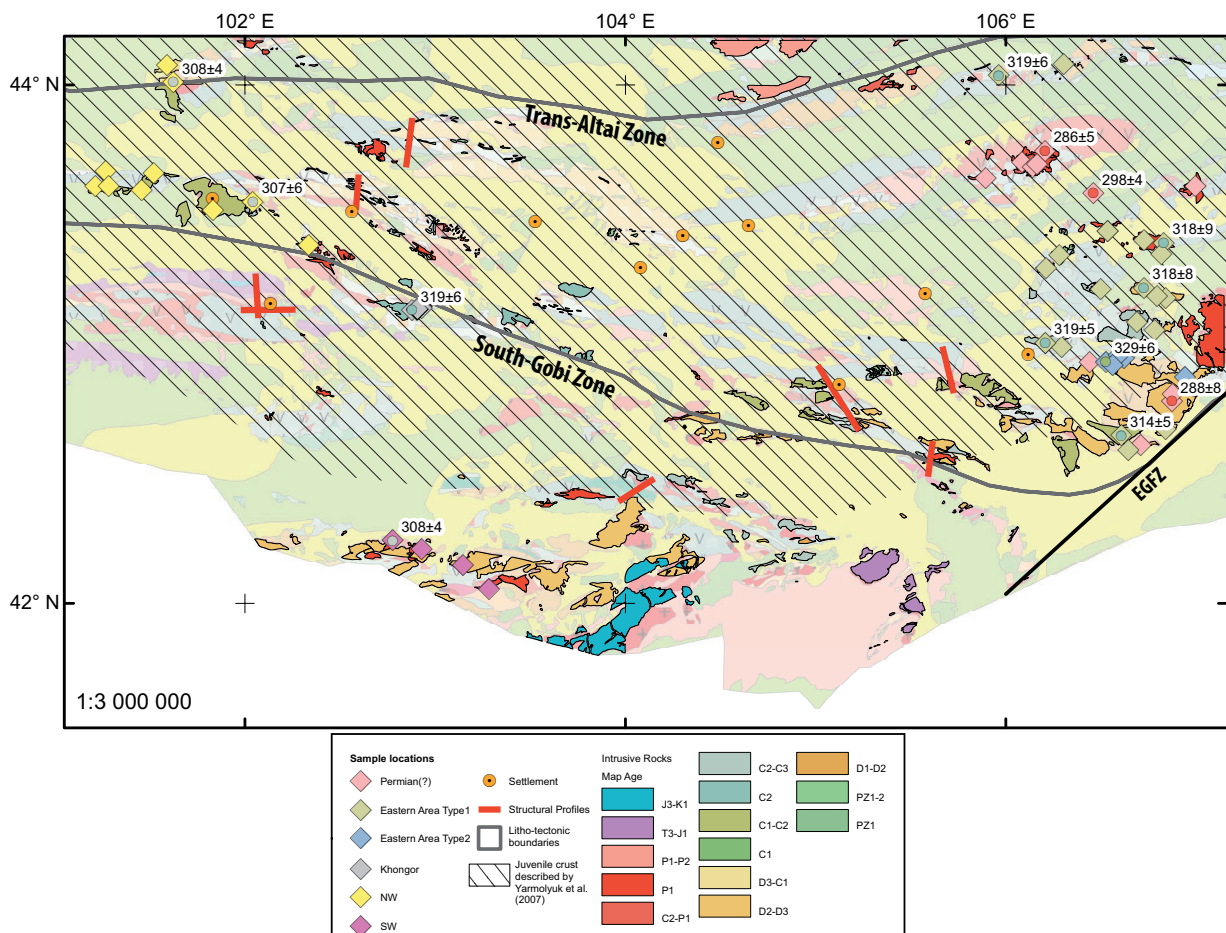 102° E
104° E
106° E
44° N
42° N
308±4
319±6
Trans-Altai Zone
286±5
298±4
307±6
318±9
318±8
319±6
South-Gobi Zone
319±5
329±6
288±8
314±5
EGFZ
308±4
1:3 000 000
Sample locations
Permian(?)
Eastern Area Type1
Eastern Area Type2
Khongor
NW
SW
Settlement
Structural Profiles
Litho-tectonic
boundaries
Juvenile crust
described by
Yarmolyuk et al.
(2007)
Intrusive Rocks
Map Age
J3-K1
T3-J1
P1-P2
P1
C2-P1
C2-C3
C2
C1-C2
C1
D3-C1
D2-D3
D1-D2
PZ1-2
PZ1